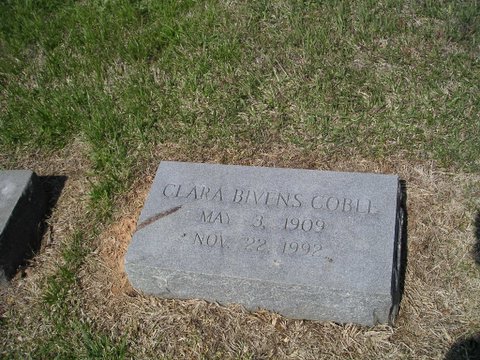 CLARA BIVENS COBLE
MAY 3, 1909
NOV. 22, 1992